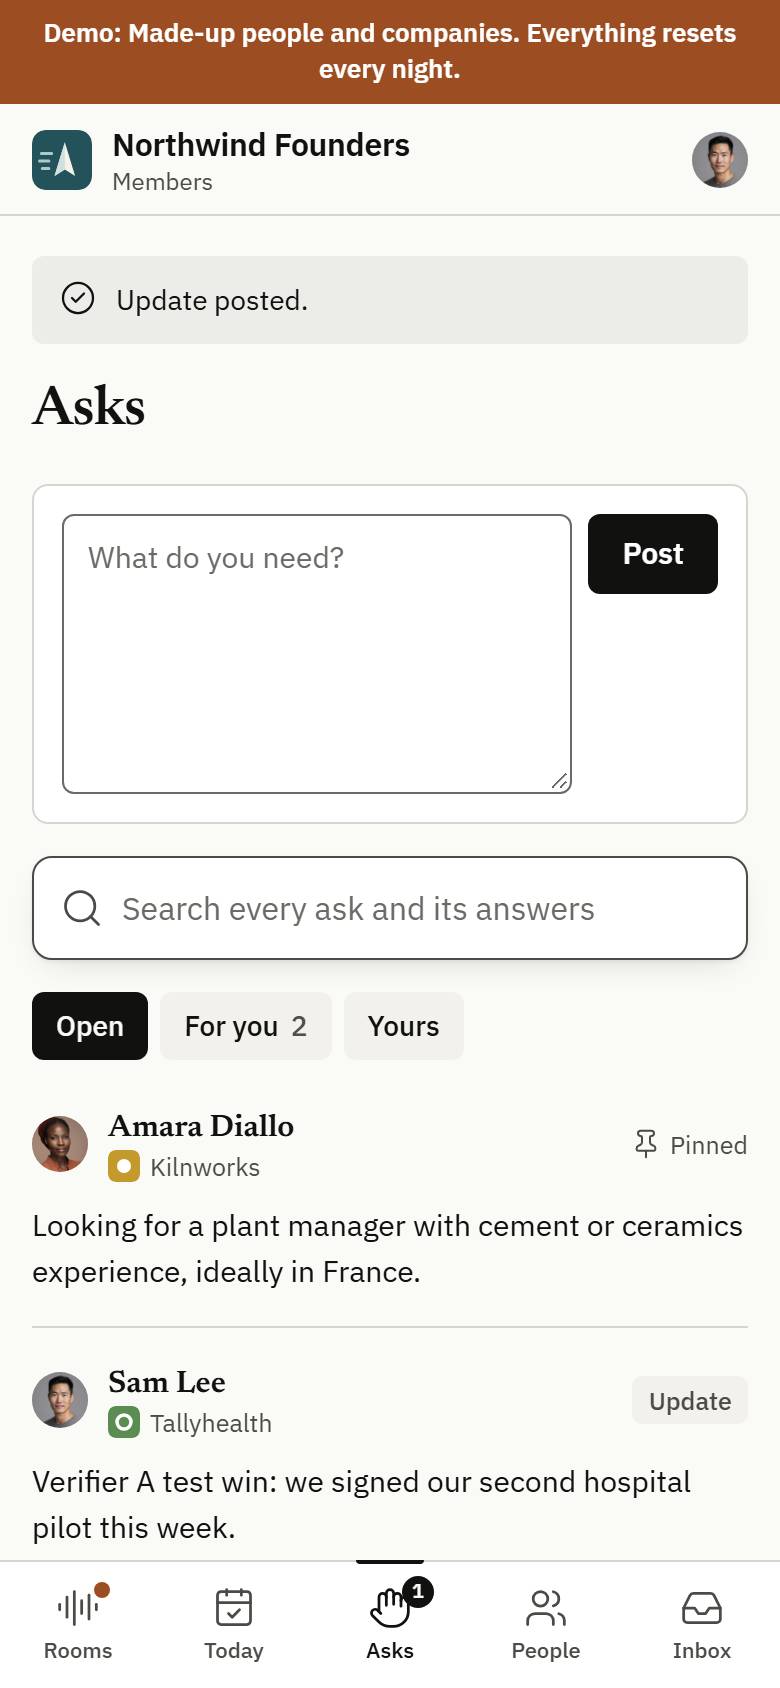 Demo: Made-up people and companies. Everything resets
every night.
Northwind Founders
Members
Update posted.
Asks
What do you need?
Post
Search every ask and its answers
Open
For you 2
Yours
Amara Diallo
Kilnworks
Pinned
Looking for a plant manager with cement or ceramics
experience, ideally in France.
Sam Lee
Tallyhealth
Update
Verifier A test win: we signed our second hospital
pilot this week.
1
Rooms
Today
Asks
People
Inbox